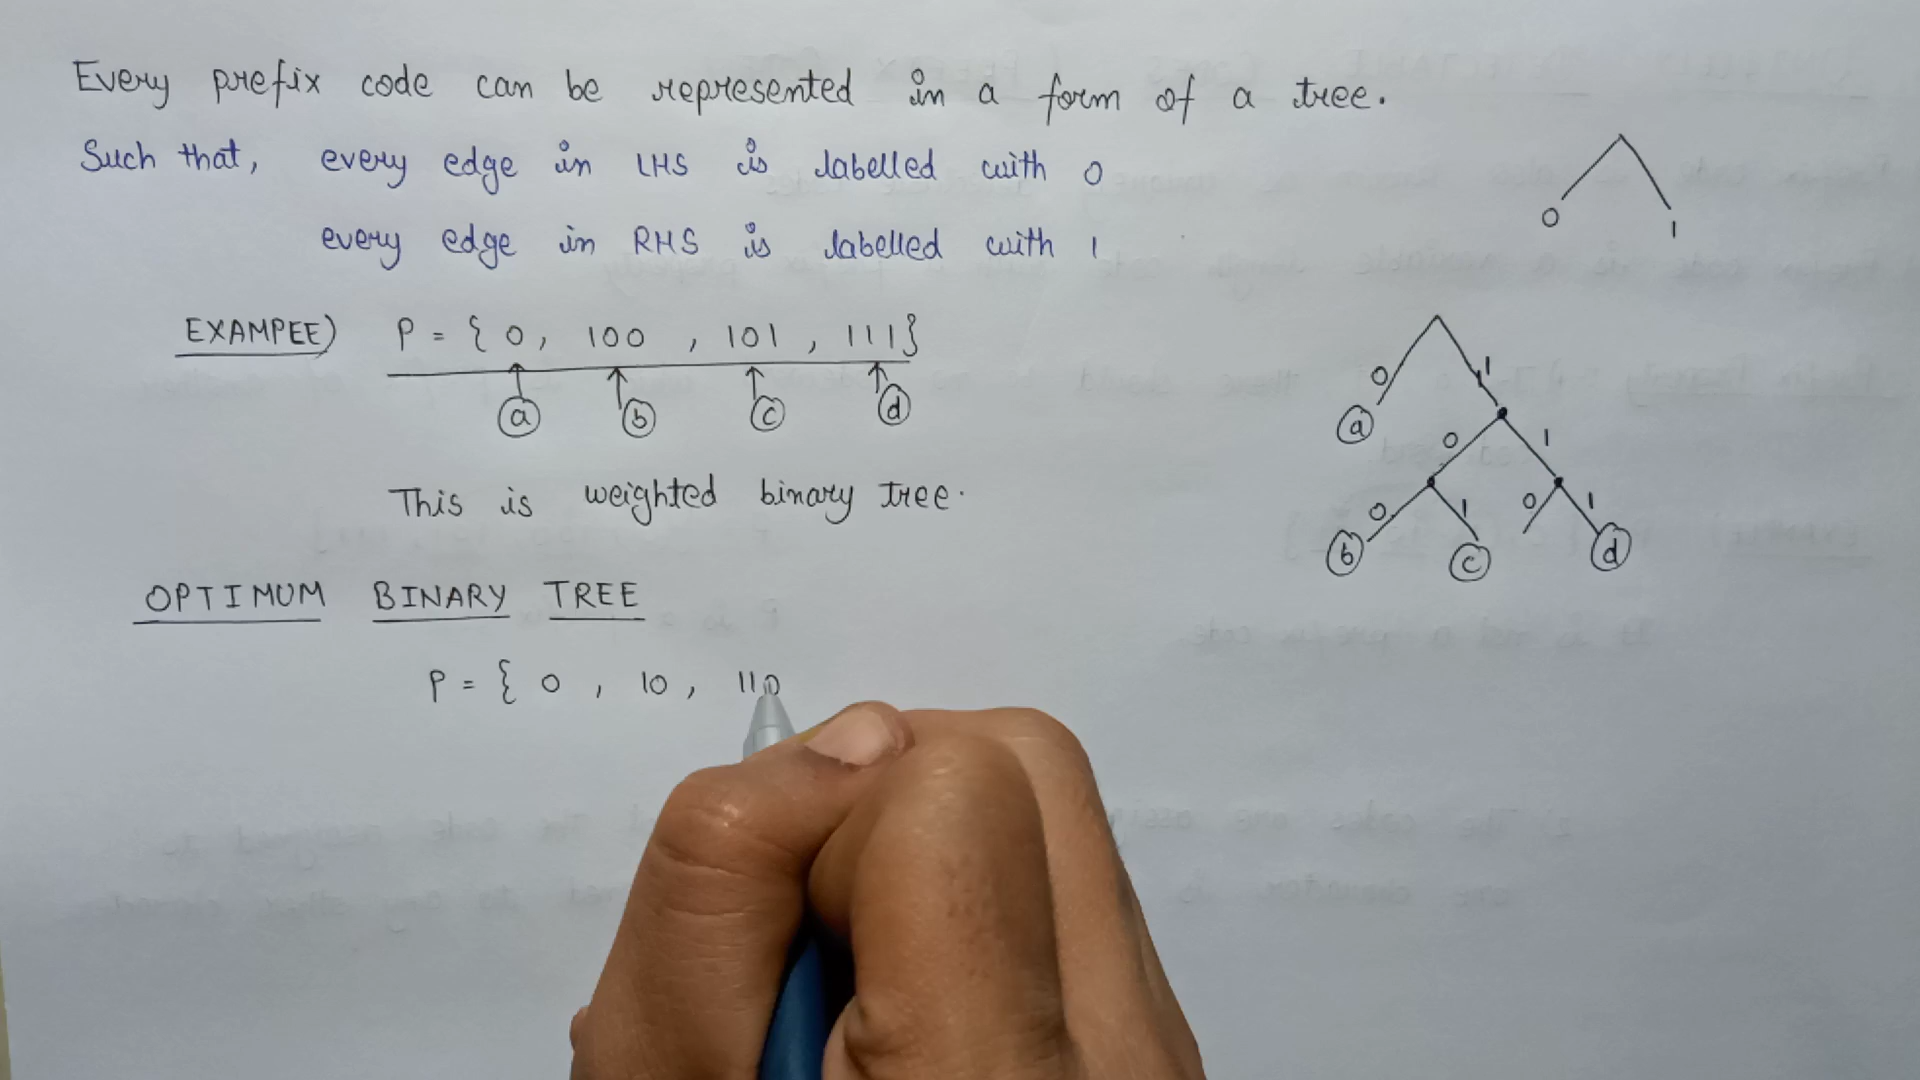 Every prefix code can be represented in a form of a tree.
Such that, every edge in LHS is labelled with 0
every edge in RHS is labelled with 1
0 1
EXAMPEE) P = { 0, 100 , 101 , 111}
a b c d
0 1
a
0 1
0 1 0 1
b c d
This is weighted binary tree.
OPTIMUM BINARY TREE
P = { 0 , 10, 110